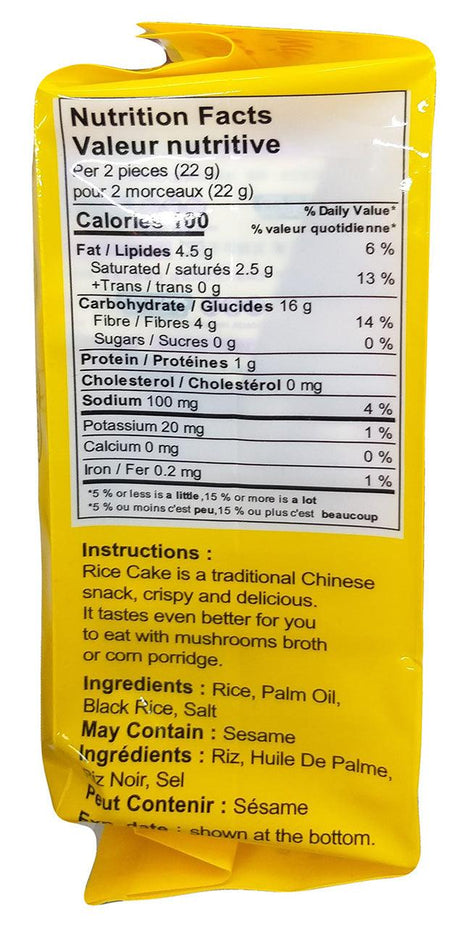 Nutrition Facts
Valeur nutritive
Per 2 pieces (22 g)
pour 2 morceaux (22 g)
Calories 100
% Daily Value*
% valeur quotidienne*
Fat / Lipides 4.5 g 6 %
Saturated / saturés 2.5 g
+Trans / trans 0 g 13 %
Carbohydrate / Glucides 16 g
Fibre / Fibres 4 g 14 %
Sugars / Sucres 0 g 0 %
Protein / Protéines 1 g
Cholesterol / Cholestérol 0 mg
Sodium 100 mg 4 %
Potassium 20 mg 1 %
Calcium 0 mg 0 %
Iron / Fer 0.2 mg 1 %
*5 % or less is a little,15 % or more is a lot
*5 % ou moins c'est peu,15 % ou plus c'est beaucoup
Instructions :
Rice Cake is a traditional Chinese
snack, crispy and delicious.
It tastes even better for you
to eat with mushrooms broth
or corn porridge.
Ingredients : Rice, Palm Oil,
Black Rice, Salt
May Contain : Sesame
Ingrédients : Riz, Huile De Palme,
Riz Noir, Sel
Peut Contenir : Sésame
Exp. date : shown at the bottom.